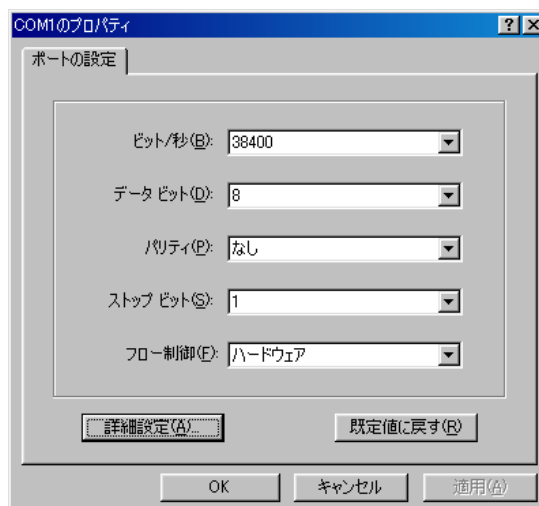 COM1のプロパティ
ポートの設定
ビット/秒(B): 38400
データ ビット(D): 8
パリティ(P): なし
ストップ ビット(S): 1
フロー制御(F): ハードウェア
詳細設定(A)... 既定値に戻す(R)
OK キャンセル 適用(A)